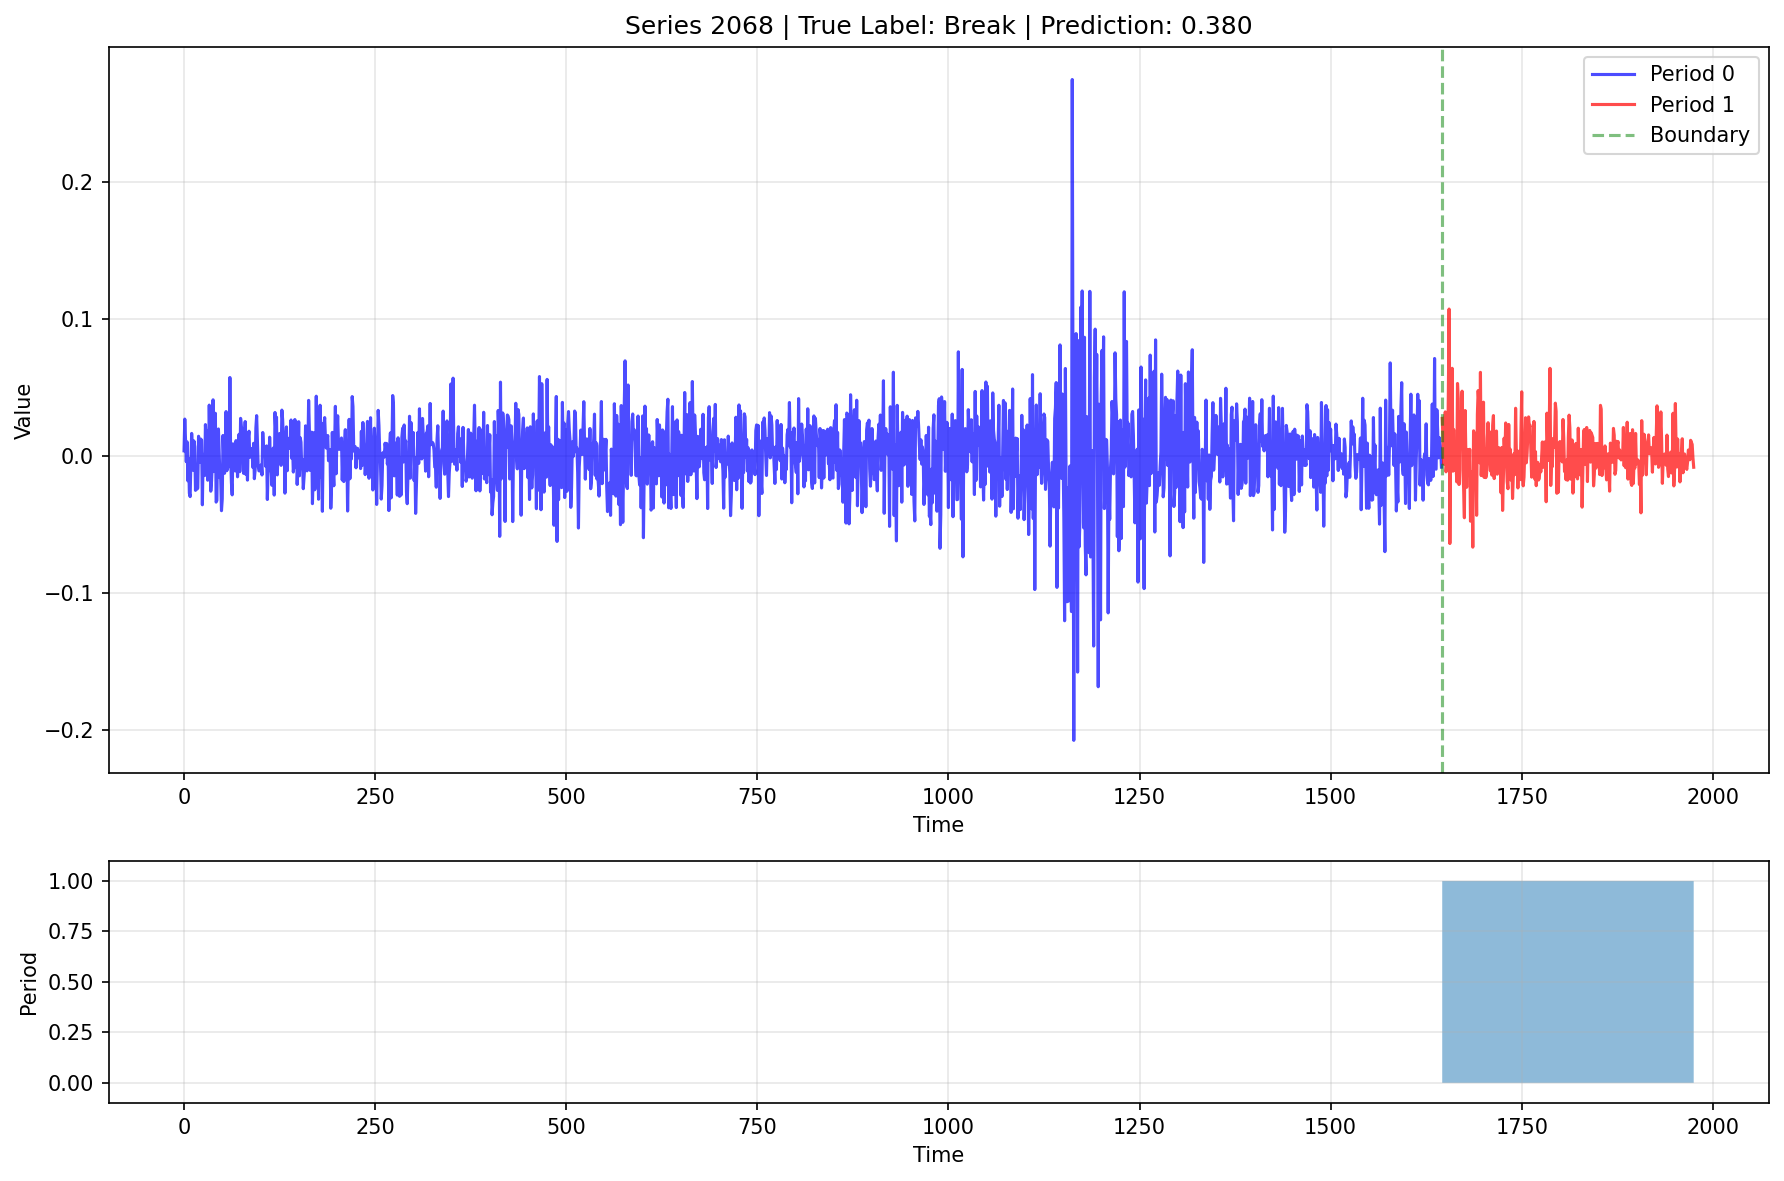 Series 2068 | True Label: Break | Prediction: 0.380
Period 0
Period 1
Boundary
Value
0.2
0.1
0.0
−0.1
−0.2
0 250 500 750 1000 1250 1500 1750 2000
Time
Period
1.00
0.75
0.50
0.25
0.00
0 250 500 750 1000 1250 1500 1750 2000
Time